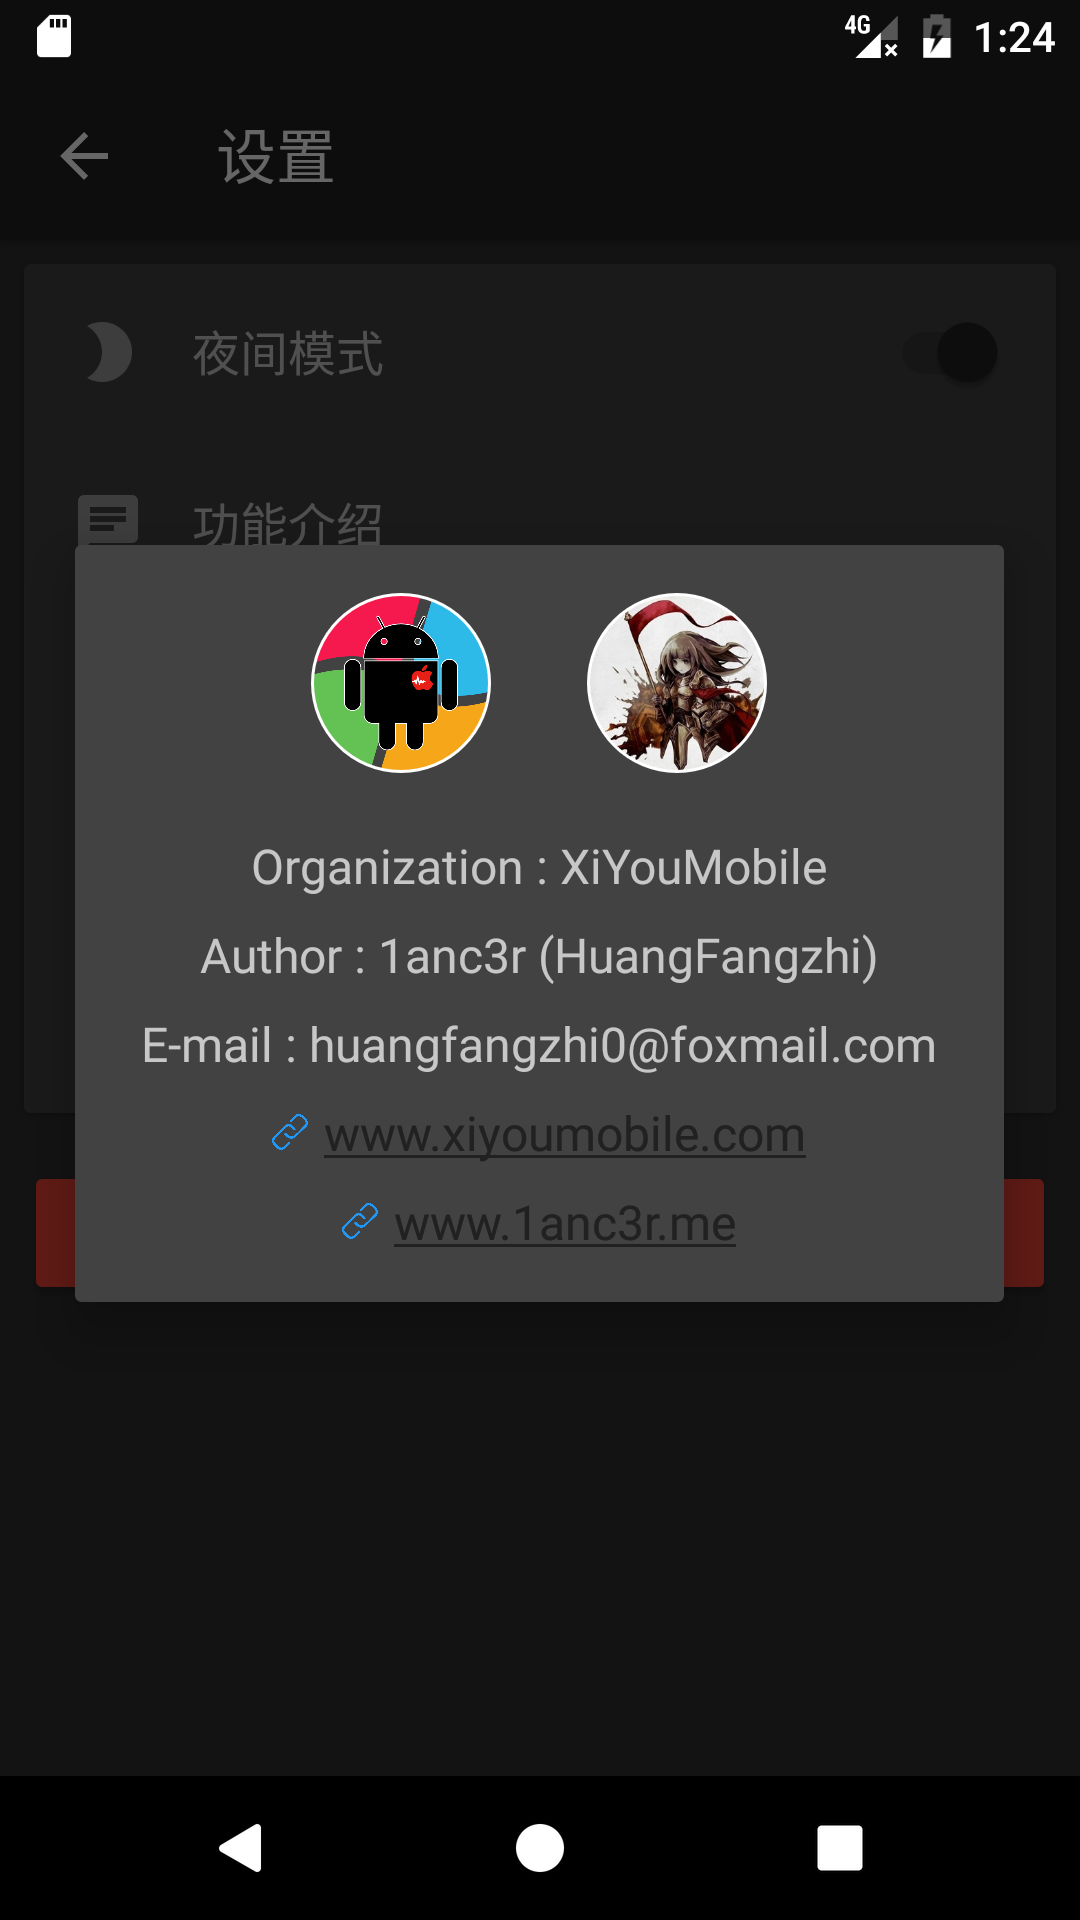 4G 1:24
设置
夜间模式
功能介绍
Organization : XiYouMobile
Author : 1anc3r (HuangFangzhi)
E-mail : huangfangzhi0@foxmail.com
www.xiyoumobile.com
www.1anc3r.me